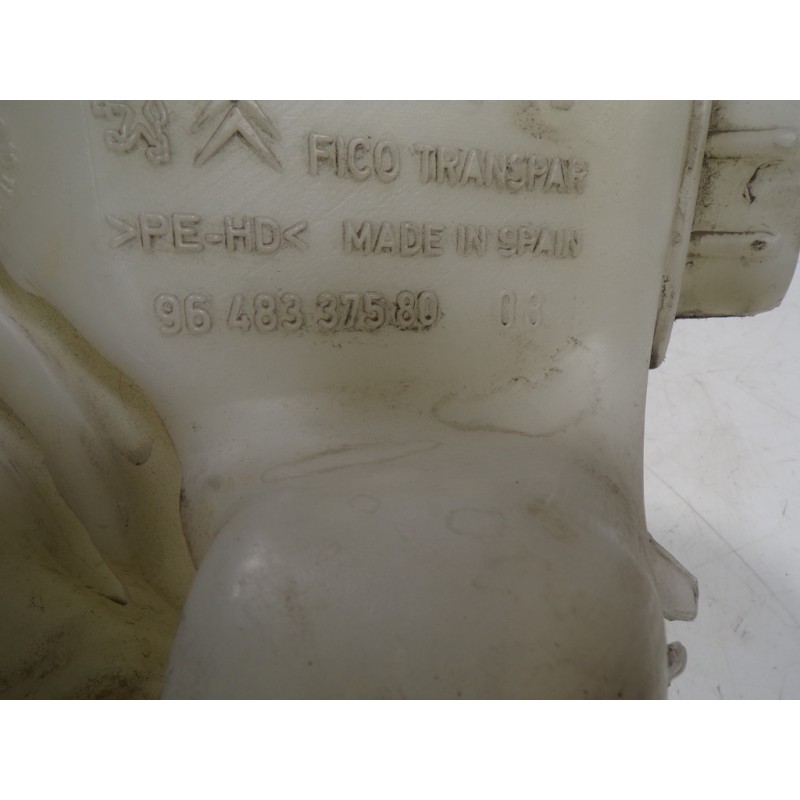 FICO TRANSPAR
>PE-HD< MADE IN SPAIN
96 483 375 80 03